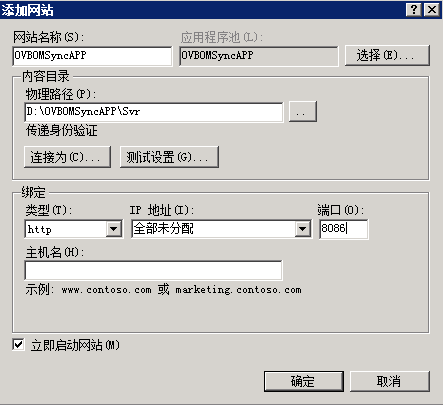 添加网站
网站名称(S): 应用程序池(L):
OVBOMSyncAPP OVBOMSyncAPP 选择(E)...
内容目录
物理路径(P):
D:\OVBOMSyncAPP\Svr ..
传递身份验证
连接为(C)... 测试设置(G)...
绑定
类型(T): IP 地址(I): 端口(O):
http 全部未分配 8086
主机名(H):
示例: www.contoso.com 或 marketing.contoso.com
立即启动网站(M)
确定 取消